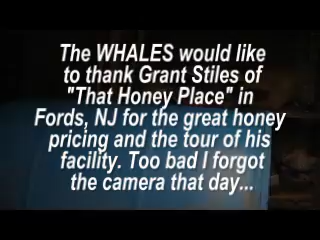 The WHALES would like
to thank Grant Stiles of
"That Honey Place" in
Fords, NJ for the great honey
pricing and the tour of his
facility. Too bad I forgot
the camera that day...